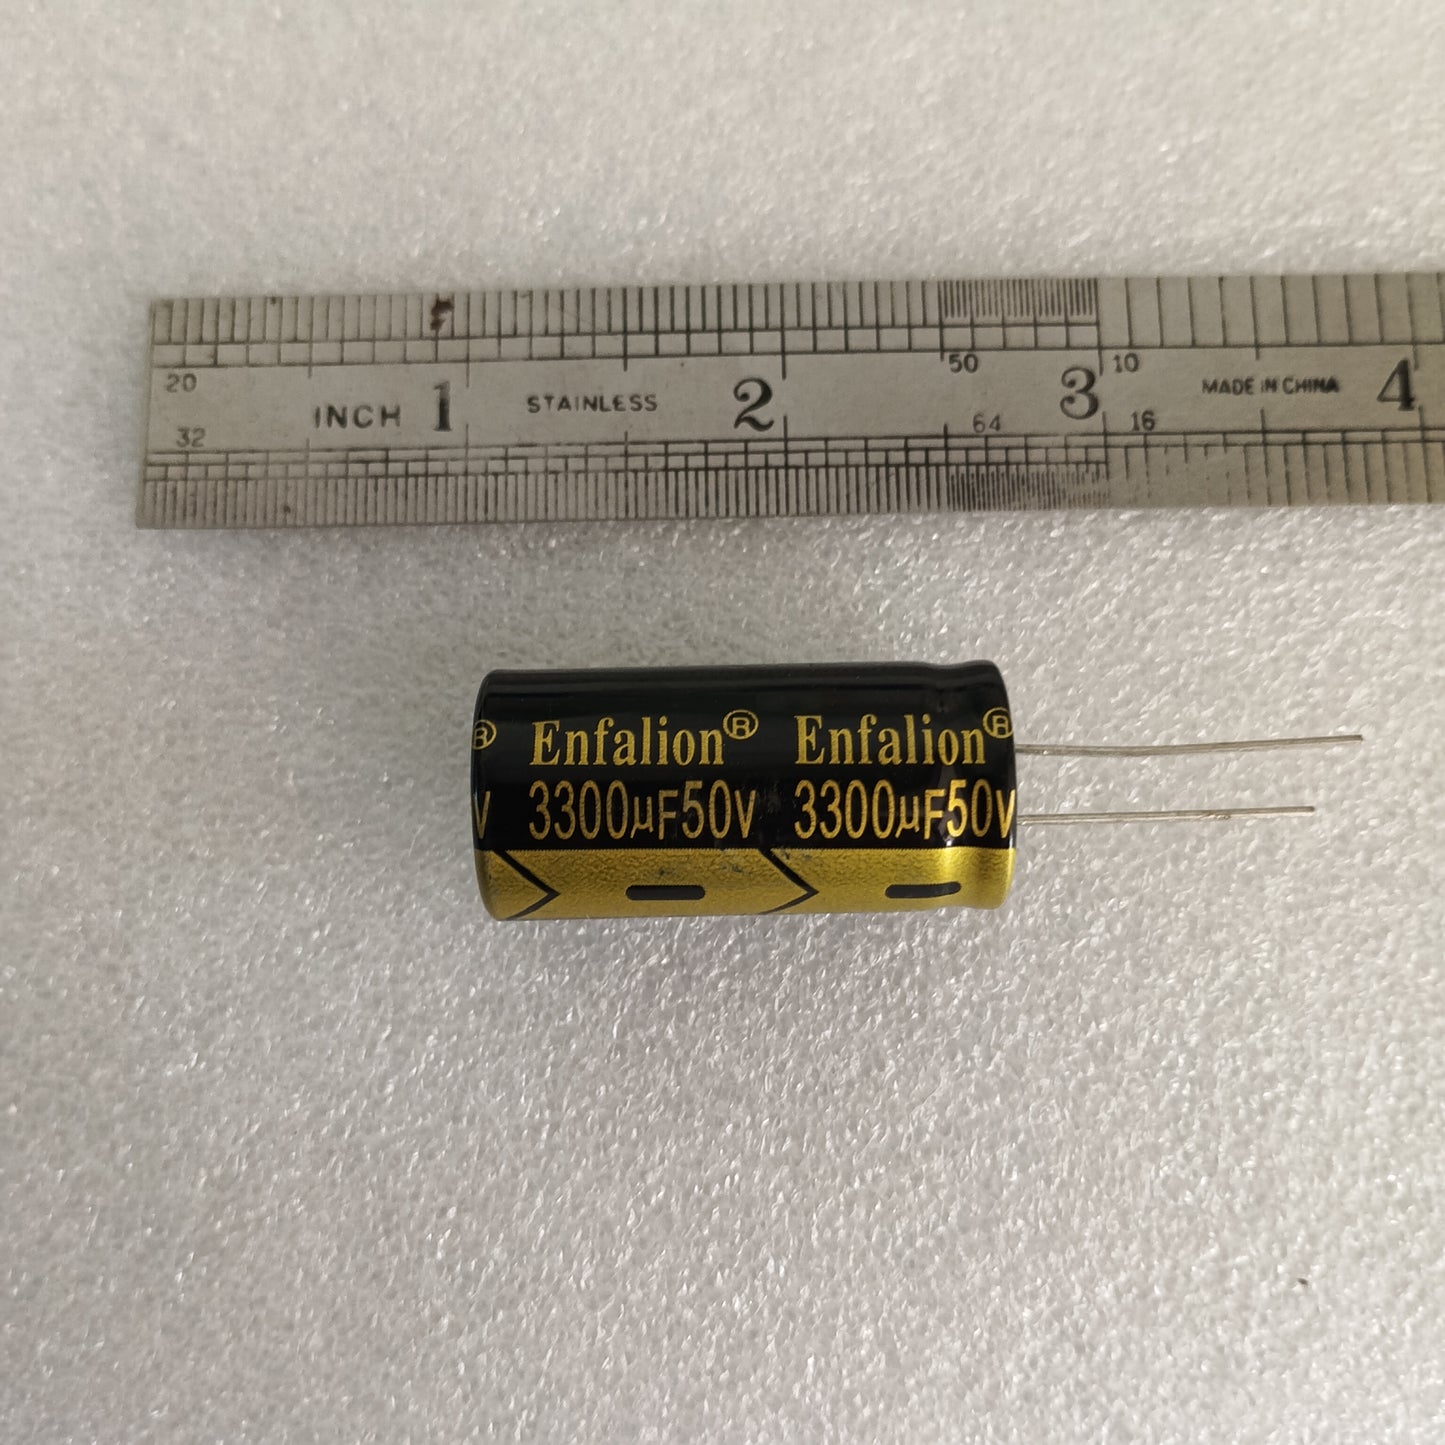 20 50 10
INCH 1 STAINLESS 2 3 MADE IN CHINA 4
32 64 16
® Enfalion® Enfalion®
V 3300µF50V 3300µF50V